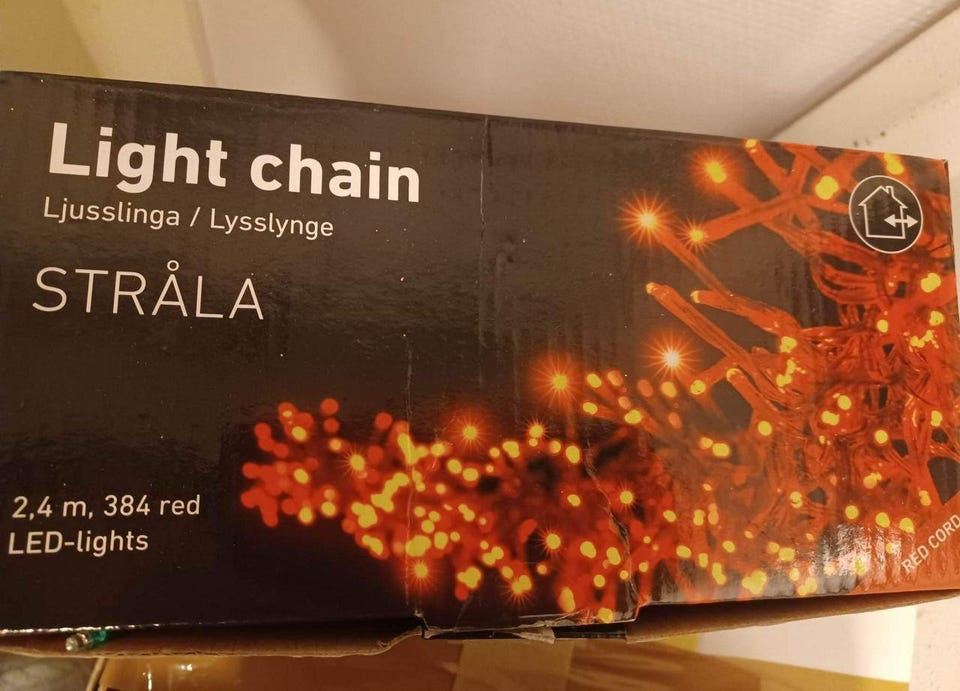 Light chain
Ljusslinga / Lysslynge
STRÅLA
2,4 m, 384 red
LED-lights
RED CORD